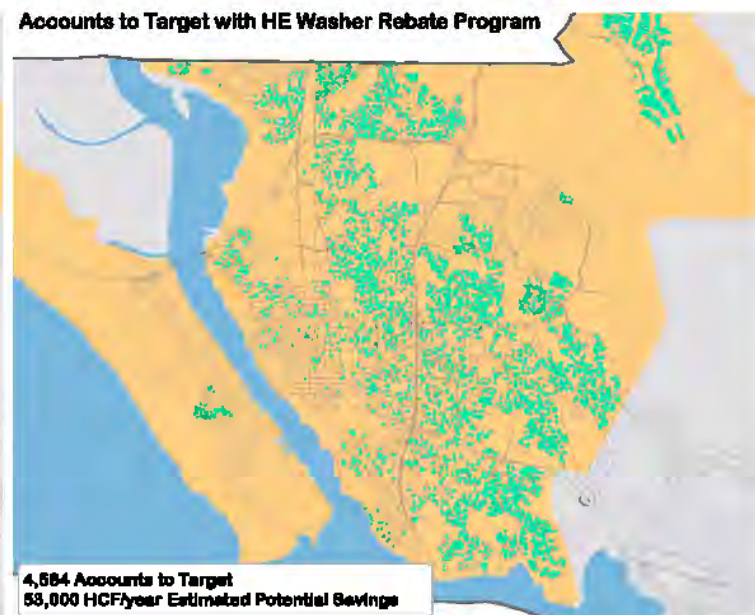 Accounts to Target with HE Washer Rebate Program
4,564 Accounts to Target
53,000 HCF/year Estimated Potential Savings